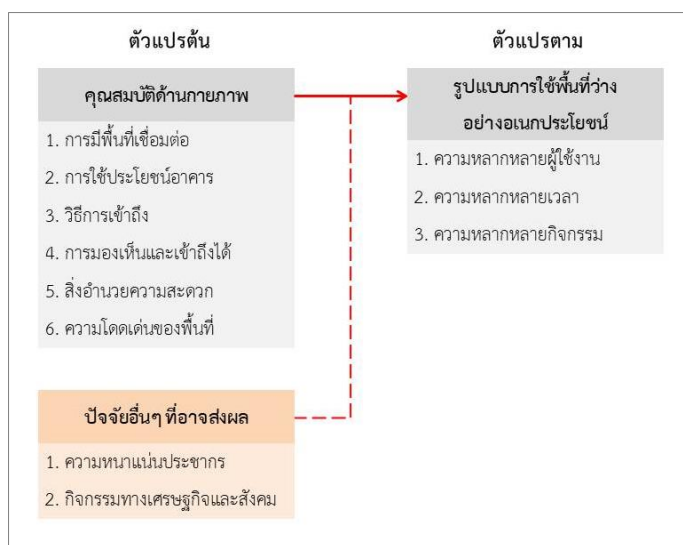 ตัวแปรต้น
คุณสมบัติด้านกายภาพ
1. การมีพื้นที่เชื่อมต่อ
2. การใช้ประโยชน์อาคาร
3. วิธีการเข้าถึง
4. การมองเห็นและเข้าถึงได้
5. สิ่งอำนวยความสะดวก
6. ความโดดเด่นของพื้นที่
ปัจจัยอื่นๆ ที่อาจส่งผล
1. ความหนาแน่นประชากร
2. กิจกรรมทางเศรษฐกิจและสังคม
ตัวแปรตาม
รูปแบบการใช้พื้นที่ว่าง
อย่างอเนกประโยชน์
1. ความหลากหลายผู้ใช้งาน
2. ความหลากหลายเวลา
3. ความหลากหลายกิจกรรม